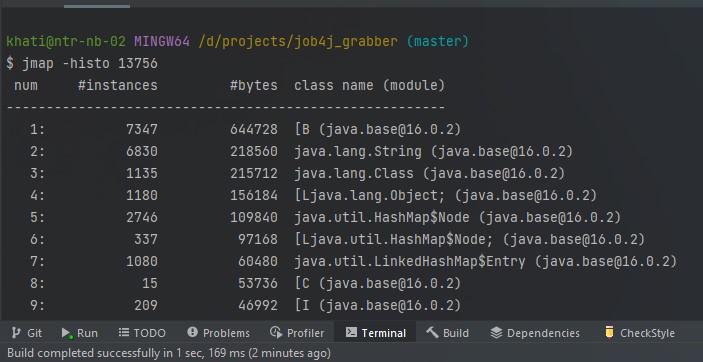 khati@ntr-nb-02 MINGW64 /d/projects/job4j_grabber (master)
$ jmap -histo 13756
 num     #instances         #bytes  class name (module)
-------------------------------------------------------
   1:          7347         644728  [B (java.base@16.0.2)
   2:          6830         218560  java.lang.String (java.base@16.0.2)
   3:          1135         215712  java.lang.Class (java.base@16.0.2)
   4:          1180         156184  [Ljava.lang.Object; (java.base@16.0.2)
   5:          2746         109840  java.util.HashMap$Node (java.base@16.0.2)
   6:           337          97168  [Ljava.util.HashMap$Node; (java.base@16.0.2)
   7:          1080          60480  java.util.LinkedHashMap$Entry (java.base@16.0.2)
   8:            15          53736  [C (java.base@16.0.2)
   9:           209          46992  [I (java.base@16.0.2)
Git Run TODO Problems Profiler Terminal Build Dependencies CheckStyle
Build completed successfully in 1 sec, 169 ms (2 minutes ago)